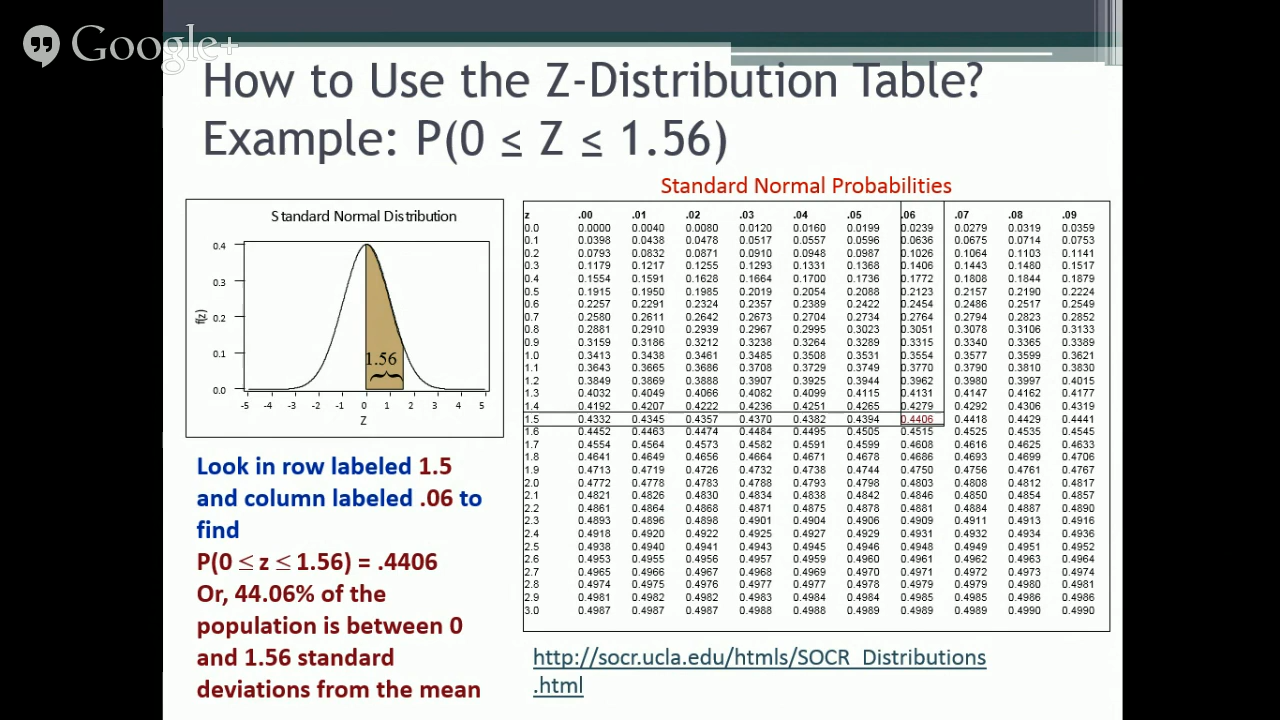 Google+
How to Use the Z-Distribution Table?
Example: P(0 ≤ Z ≤ 1.56)
Standard Normal Probabilities
Standard Normal Distribution
0.4
0.3
0.2
0.1
0.0
f(z)
1.56
-5 -4 -3 -2 -1 0 1 2 3 4 5
Z
z .00 .01 .02 .03 .04 .05 .06 .07 .08 .09
0.0 0.0000 0.0040 0.0080 0.0120 0.0160 0.0199 0.0239 0.0279 0.0319 0.0359
0.1 0.0398 0.0438 0.0478 0.0517 0.0557 0.0596 0.0636 0.0675 0.0714 0.0753
0.2 0.0793 0.0832 0.0871 0.0910 0.0948 0.0987 0.1026 0.1064 0.1103 0.1141
0.3 0.1179 0.1217 0.1255 0.1293 0.1331 0.1368 0.1406 0.1443 0.1480 0.1517
0.4 0.1554 0.1591 0.1628 0.1664 0.1700 0.1736 0.1772 0.1808 0.1844 0.1879
0.5 0.1915 0.1950 0.1985 0.2019 0.2054 0.2088 0.2123 0.2157 0.2190 0.2224
0.6 0.2257 0.2291 0.2324 0.2357 0.2389 0.2422 0.2454 0.2486 0.2517 0.2549
0.7 0.2580 0.2611 0.2642 0.2673 0.2704 0.2734 0.2764 0.2794 0.2823 0.2852
0.8 0.2881 0.2910 0.2939 0.2967 0.2995 0.3023 0.3051 0.3078 0.3106 0.3133
0.9 0.3159 0.3186 0.3212 0.3238 0.3264 0.3289 0.3315 0.3340 0.3365 0.3389
1.0 0.3413 0.3438 0.3461 0.3485 0.3508 0.3531 0.3554 0.3577 0.3599 0.3621
1.1 0.3643 0.3665 0.3686 0.3708 0.3729 0.3749 0.3770 0.3790 0.3810 0.3830
1.2 0.3849 0.3869 0.3888 0.3907 0.3925 0.3944 0.3962 0.3980 0.3997 0.4015
1.3 0.4032 0.4049 0.4066 0.4082 0.4099 0.4115 0.4131 0.4147 0.4162 0.4177
1.4 0.4192 0.4207 0.4222 0.4236 0.4251 0.4265 0.4279 0.4292 0.4306 0.4319
1.5 0.4332 0.4345 0.4357 0.4370 0.4382 0.4394 0.4406 0.4418 0.4429 0.4441
1.6 0.4452 0.4463 0.4474 0.4484 0.4495 0.4505 0.4515 0.4525 0.4535 0.4545
1.7 0.4554 0.4564 0.4573 0.4582 0.4591 0.4599 0.4608 0.4616 0.4625 0.4633
1.8 0.4641 0.4649 0.4656 0.4664 0.4671 0.4678 0.4686 0.4693 0.4699 0.4706
1.9 0.4713 0.4719 0.4726 0.4732 0.4738 0.4744 0.4750 0.4756 0.4761 0.4767
2.0 0.4772 0.4778 0.4783 0.4788 0.4793 0.4798 0.4803 0.4808 0.4812 0.4817
2.1 0.4821 0.4826 0.4830 0.4834 0.4838 0.4842 0.4846 0.4850 0.4854 0.4857
2.2 0.4861 0.4864 0.4868 0.4871 0.4875 0.4878 0.4881 0.4884 0.4887 0.4890
2.3 0.4893 0.4896 0.4898 0.4901 0.4904 0.4906 0.4909 0.4911 0.4913 0.4916
2.4 0.4918 0.4920 0.4922 0.4925 0.4927 0.4929 0.4931 0.4932 0.4934 0.4936
2.5 0.4938 0.4940 0.4941 0.4943 0.4945 0.4946 0.4948 0.4949 0.4951 0.4952
2.6 0.4953 0.4955 0.4956 0.4957 0.4959 0.4960 0.4961 0.4962 0.4963 0.4964
2.7 0.4965 0.4966 0.4967 0.4968 0.4969 0.4970 0.4971 0.4972 0.4973 0.4974
2.8 0.4974 0.4975 0.4976 0.4977 0.4977 0.4978 0.4979 0.4979 0.4980 0.4981
2.9 0.4981 0.4982 0.4982 0.4983 0.4984 0.4984 0.4985 0.4985 0.4986 0.4986
3.0 0.4987 0.4987 0.4987 0.4988 0.4988 0.4989 0.4989 0.4989 0.4990 0.4990
Look in row labeled 1.5
and column labeled .06 to
find
P(0 ≤ z ≤ 1.56) = .4406
Or, 44.06% of the
population is between 0
and 1.56 standard
deviations from the mean
http://socr.ucla.edu/htmls/SOCR_Distributions
.html